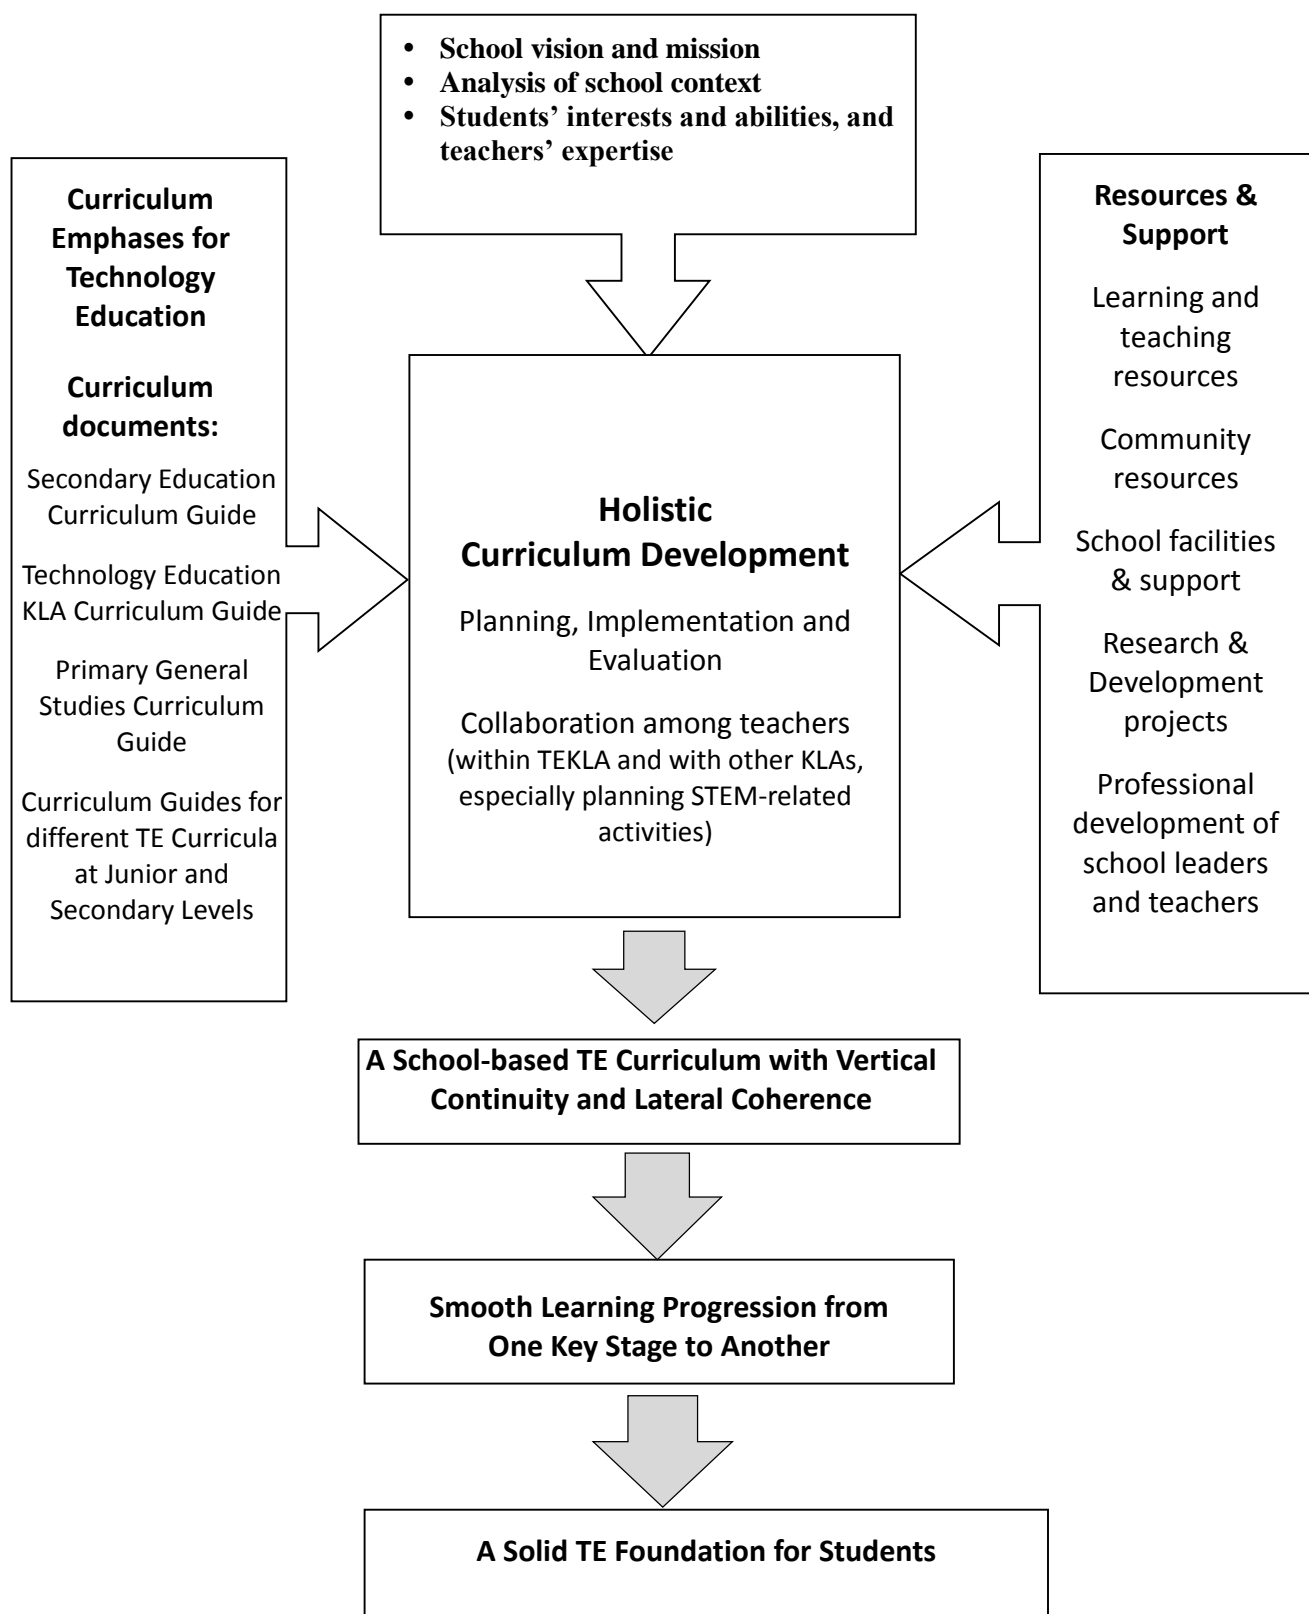 • School vision and mission
• Analysis of school context
• Students’ interests and abilities, and
teachers’ expertise
Curriculum
Emphases for
Technology
Education
Curriculum
documents:
Secondary Education
Curriculum Guide
Technology Education
KLA Curriculum Guide
Primary General
Studies Curriculum
Guide
Curriculum Guides for
different TE Curricula
at Junior and
Secondary Levels
Holistic
Curriculum Development
Planning, Implementation and
Evaluation
Collaboration among teachers
(within TEKLA and with other KLAs,
especially planning STEM-related
activities)
Resources &
Support
Learning and
teaching
resources
Community
resources
School facilities
& support
Research &
Development
projects
Professional
development of
school leaders
and teachers
A School-based TE Curriculum with Vertical
Continuity and Lateral Coherence
Smooth Learning Progression from
One Key Stage to Another
A Solid TE Foundation for Students